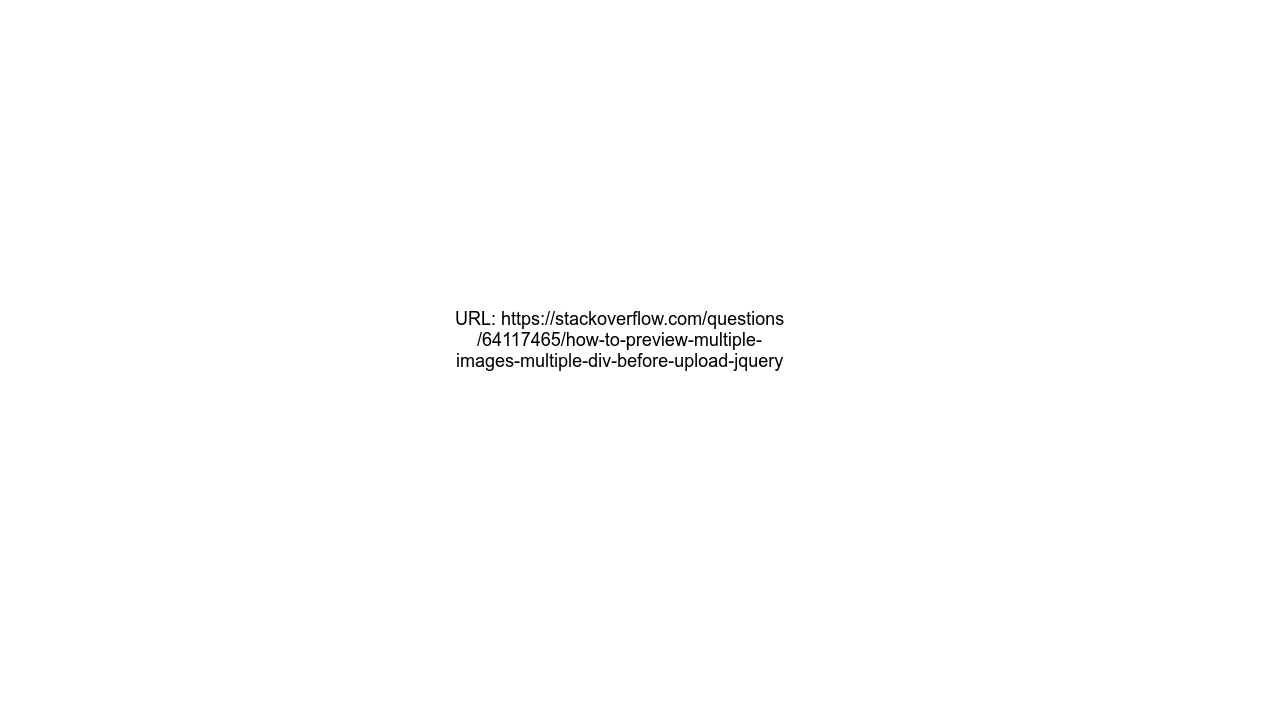 URL: https://stackoverflow.com/questions
/64117465/how-to-preview-multiple-
images-multiple-div-before-upload-jquery